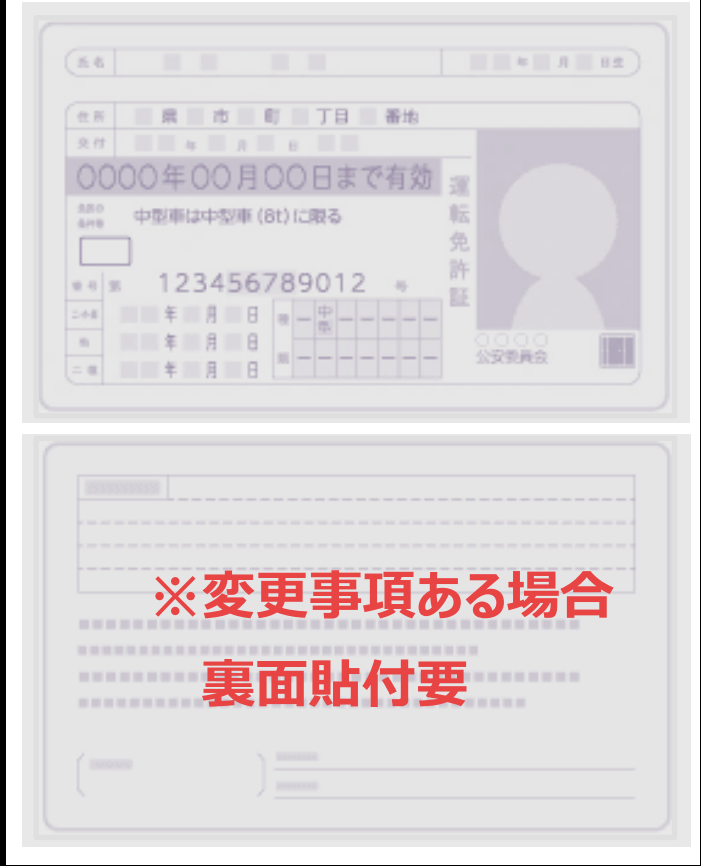 氏名 年 月 日生
住所 県 市 町 丁目 番地
交付 年 月 日
0000年00月00日まで有効
免許の
条件等
中型車は中型車(8t)に限る
運転免許証
番号 第 123456789012 号
二小原 年 月 日
他 年 月 日
二種 年 月 日
種類
中型
公安委員会
※変更事項ある場合
裏面貼付要